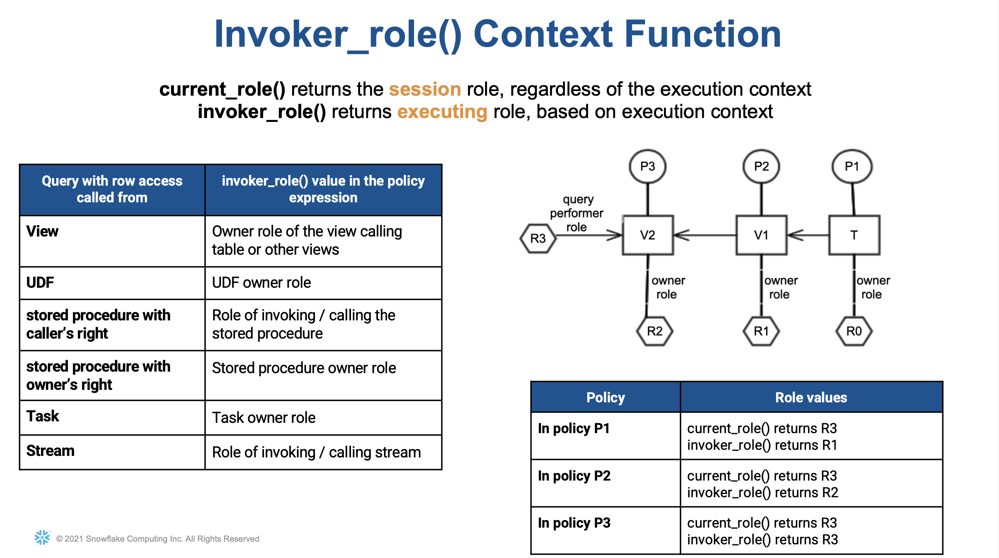 Invoker_role() Context Function
current_role() returns the session role, regardless of the execution context
invoker_role() returns executing role, based on execution context
Query with row access
called from
invoker_role() value in the policy
expression
View
Owner role of the view calling
table or other views
UDF
UDF owner role
stored procedure with
caller’s right
Role of invoking / calling the
stored procedure
stored procedure with
owner’s right
Stored procedure owner role
Task
Task owner role
Stream
Role of invoking / calling stream
P3
P2
P1
query
performer
role
R3
V2
V1
T
owner
role
owner
role
owner
role
R2
R1
R0
Policy
Role values
In policy P1
current_role() returns R3
invoker_role() returns R1
In policy P2
current_role() returns R3
invoker_role() returns R2
In policy P3
current_role() returns R3
invoker_role() returns R3
© 2021 Snowflake Computing Inc. All Rights Reserved